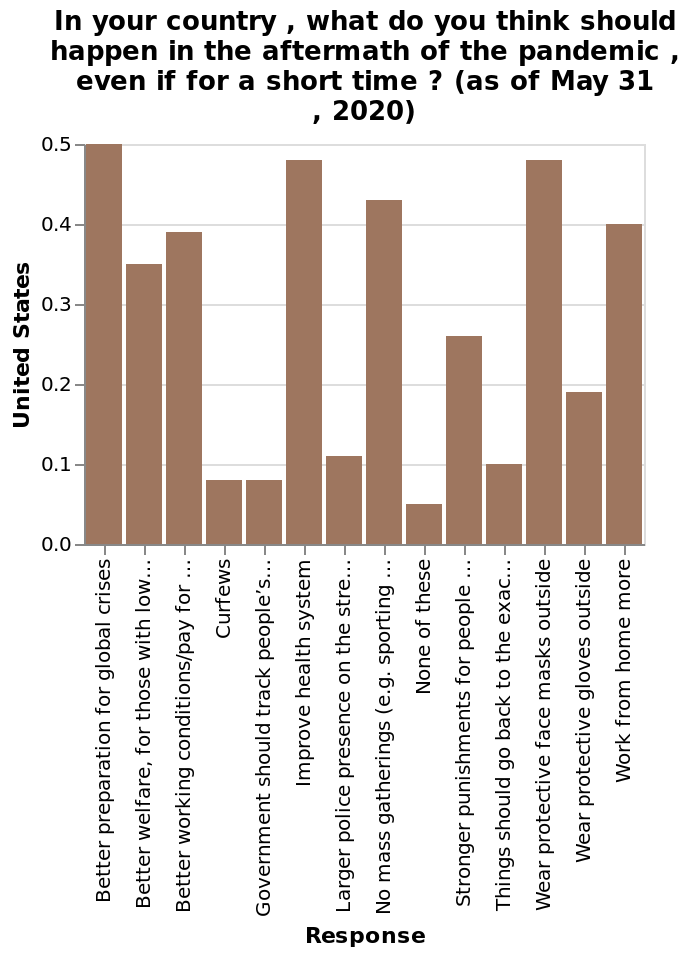 In your country , what do you think should
happen in the aftermath of the pandemic ,
even if for a short time ? (as of May 31
, 2020)
United States
0.5
0.4
0.3
0.2
0.1
0.0
Better preparation for global crises
Better welfare, for those with low…
Better working conditions/pay for …
Curfews
Government should track people’s…
Improve health system
Larger police presence on the stre…
No mass gatherings (e.g. sporting …
None of these
Stronger punishments for people …
Things should go back to the exac…
Wear protective face masks outside
Wear protective gloves outside
Work from home more
Response